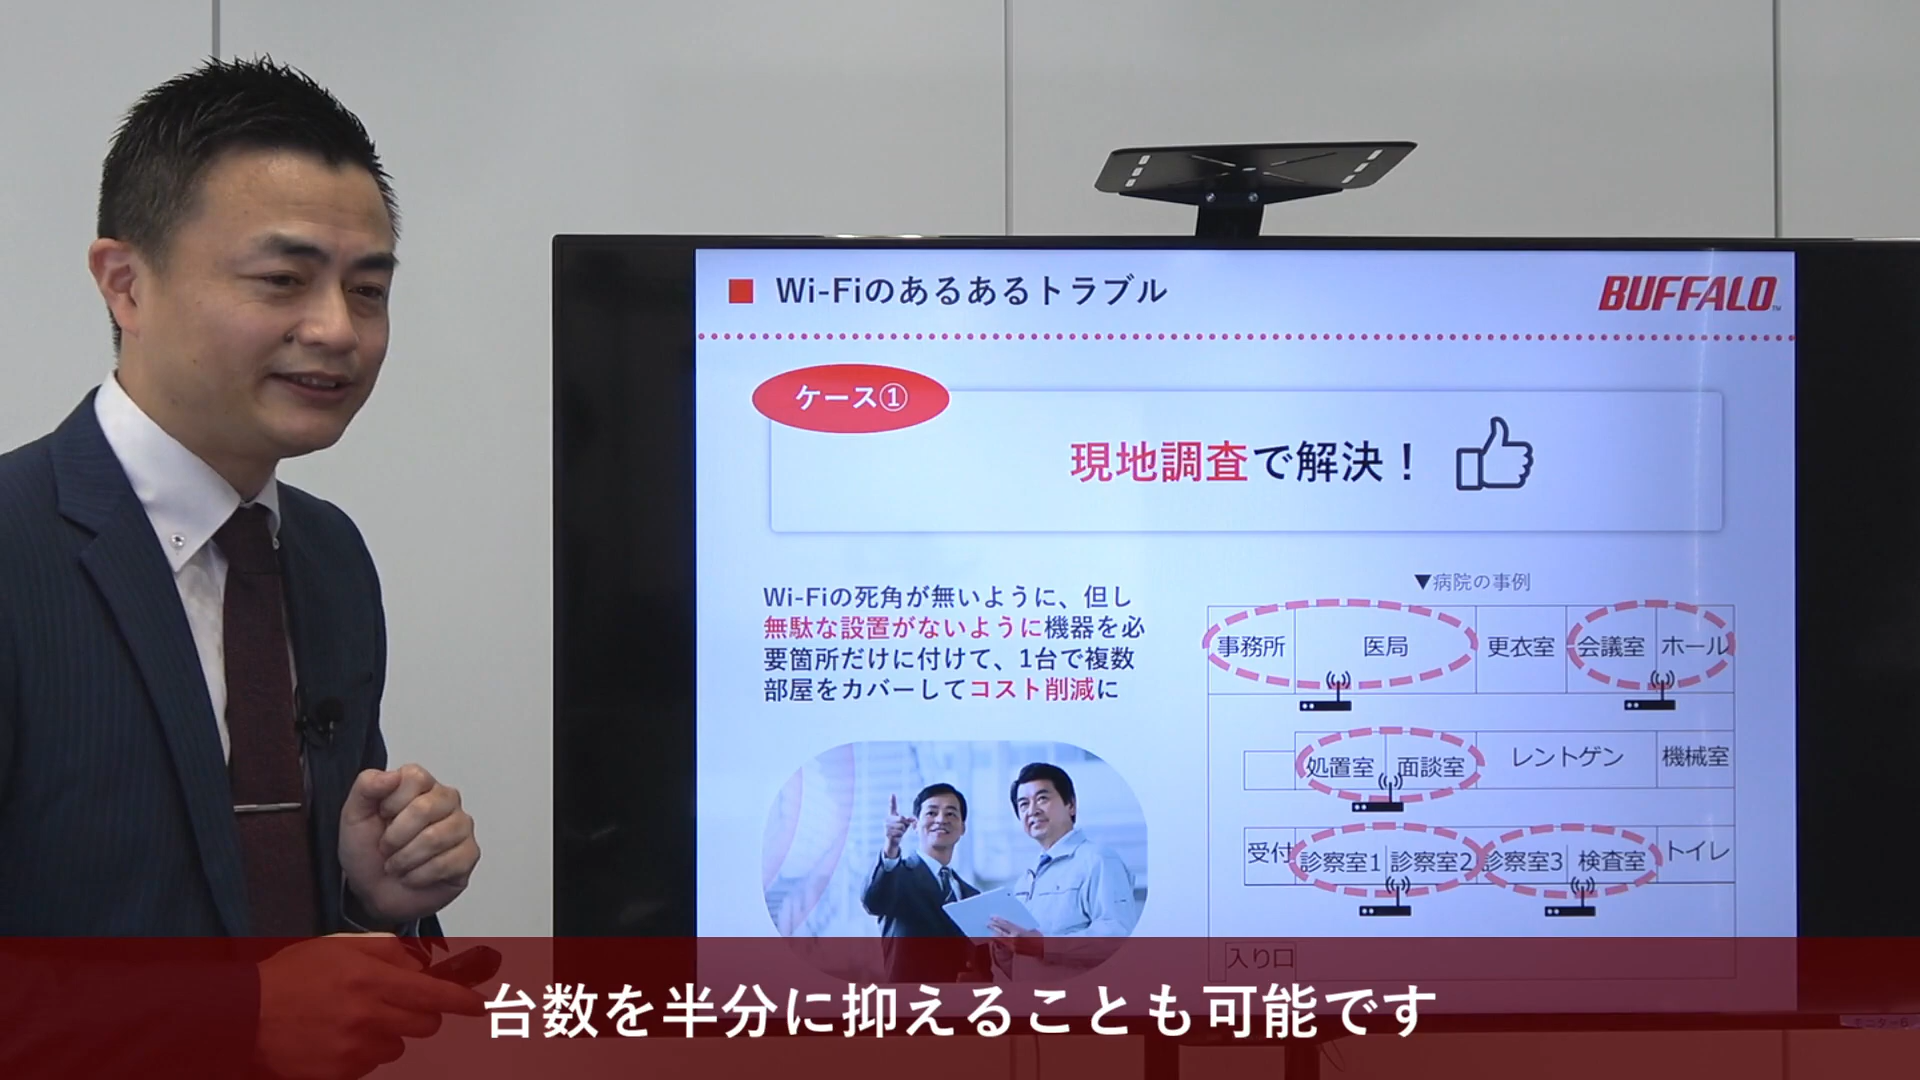 Wi-Fiのあるあるトラブル
BUFFALO
ケース①
現地調査で解決！
Wi-Fiの死角が無いように、但し
無駄な設置がないように機器を必
要箇所だけに付けて、1台で複数
部屋をカバーしてコスト削減に
▼病院の事例
事務所 医局 更衣室 会議室 ホール
処置室 面談室 レントゲン 機械室
受付 診察室1 診察室2 診察室3 検査室 トイレ
入り口
モニター6
台数を半分に抑えることも可能です